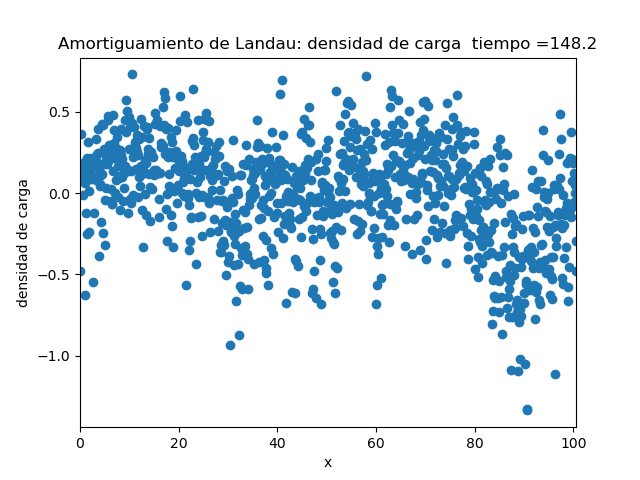 Amortiguamiento de Landau: densidad de carga  tiempo =148.2
0.5
0.0
−0.5
−1.0
densidad de carga
0 20 40 60 80 100
x